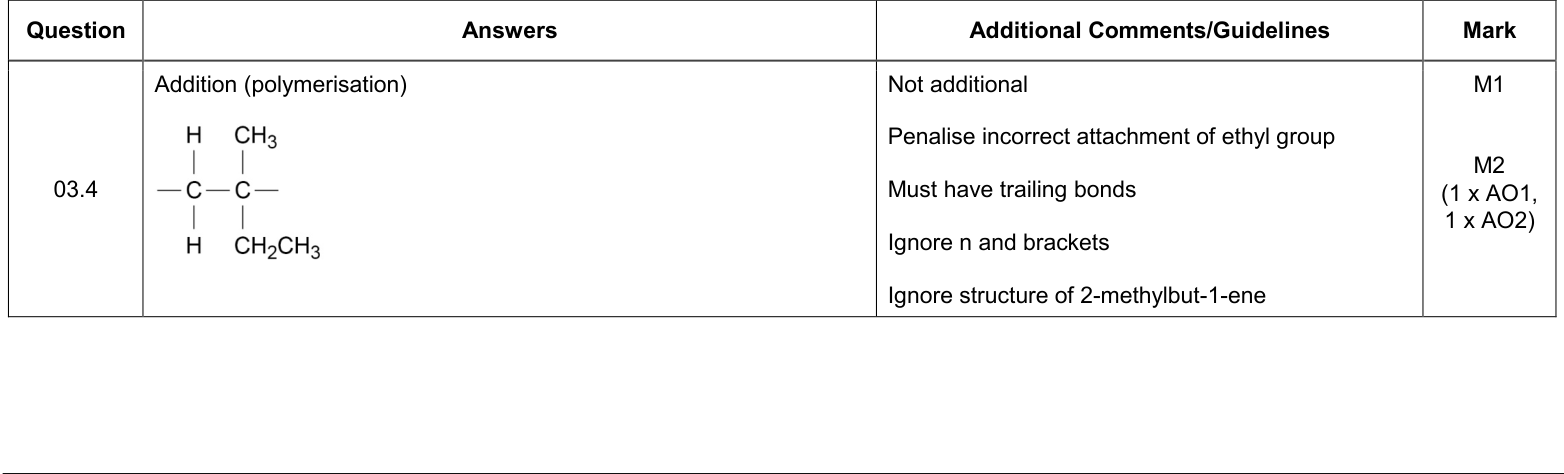 Question Answers Additional Comments/Guidelines Mark
03.4
Addition (polymerisation)
H CH3
— C — C —
H CH2CH3
Not additional
Penalise incorrect attachment of ethyl group
Must have trailing bonds
Ignore n and brackets
Ignore structure of 2-methylbut-1-ene
M1
M2
(1 x AO1,
1 x AO2)